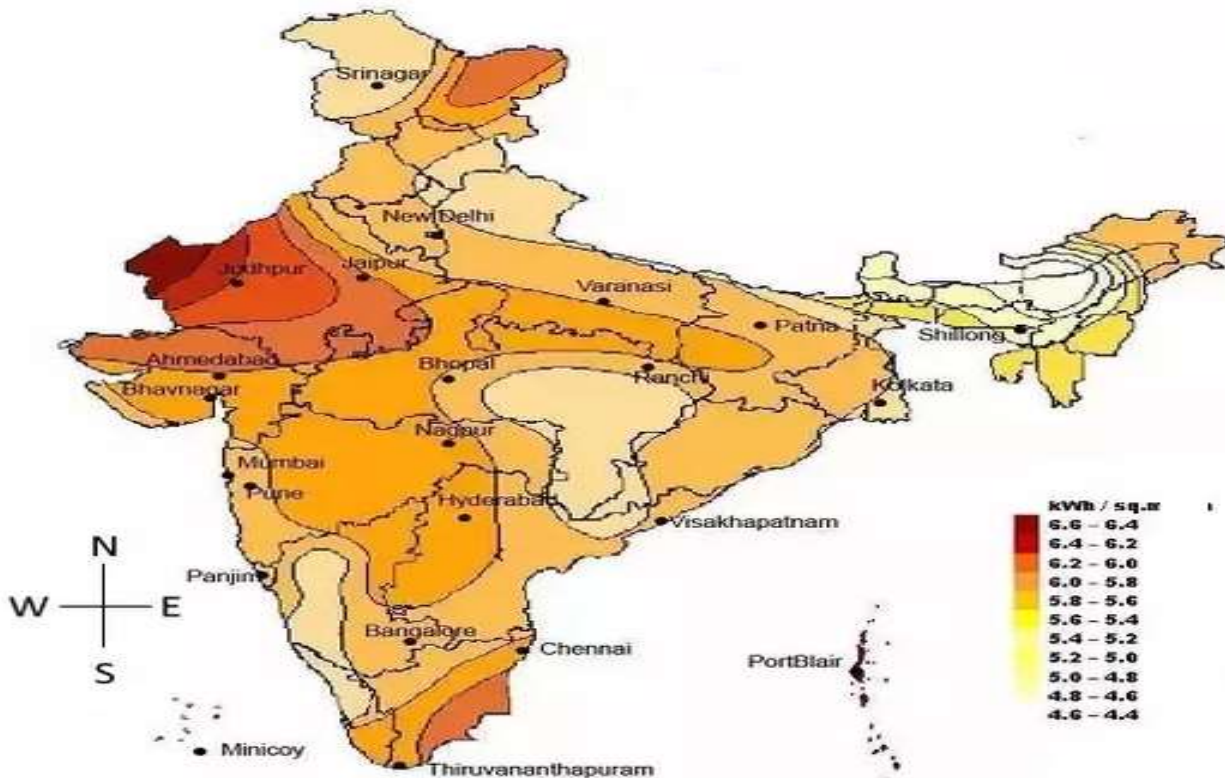 Srinagar
New Delhi
Jodhpur
Jaipur
Varanasi
Patna
Shillong
Ahmedabad
Bhopal
Ranchi
Bhavnagar
Kolkata
Nagpur
Mumbai
Pune
Hyderabad
Visakhapatnam
Panjim
Bangalore
Chennai
PortBlair
Minicoy
Thiruvananthapuram
N
W E
S
kWh / sq.m
6.6 – 6.4
6.4 – 6.2
6.2 – 6.0
6.0 – 5.8
5.8 – 5.6
5.6 – 5.4
5.4 – 5.2
5.2 – 5.0
5.0 – 4.8
4.8 – 4.6
4.6 – 4.4